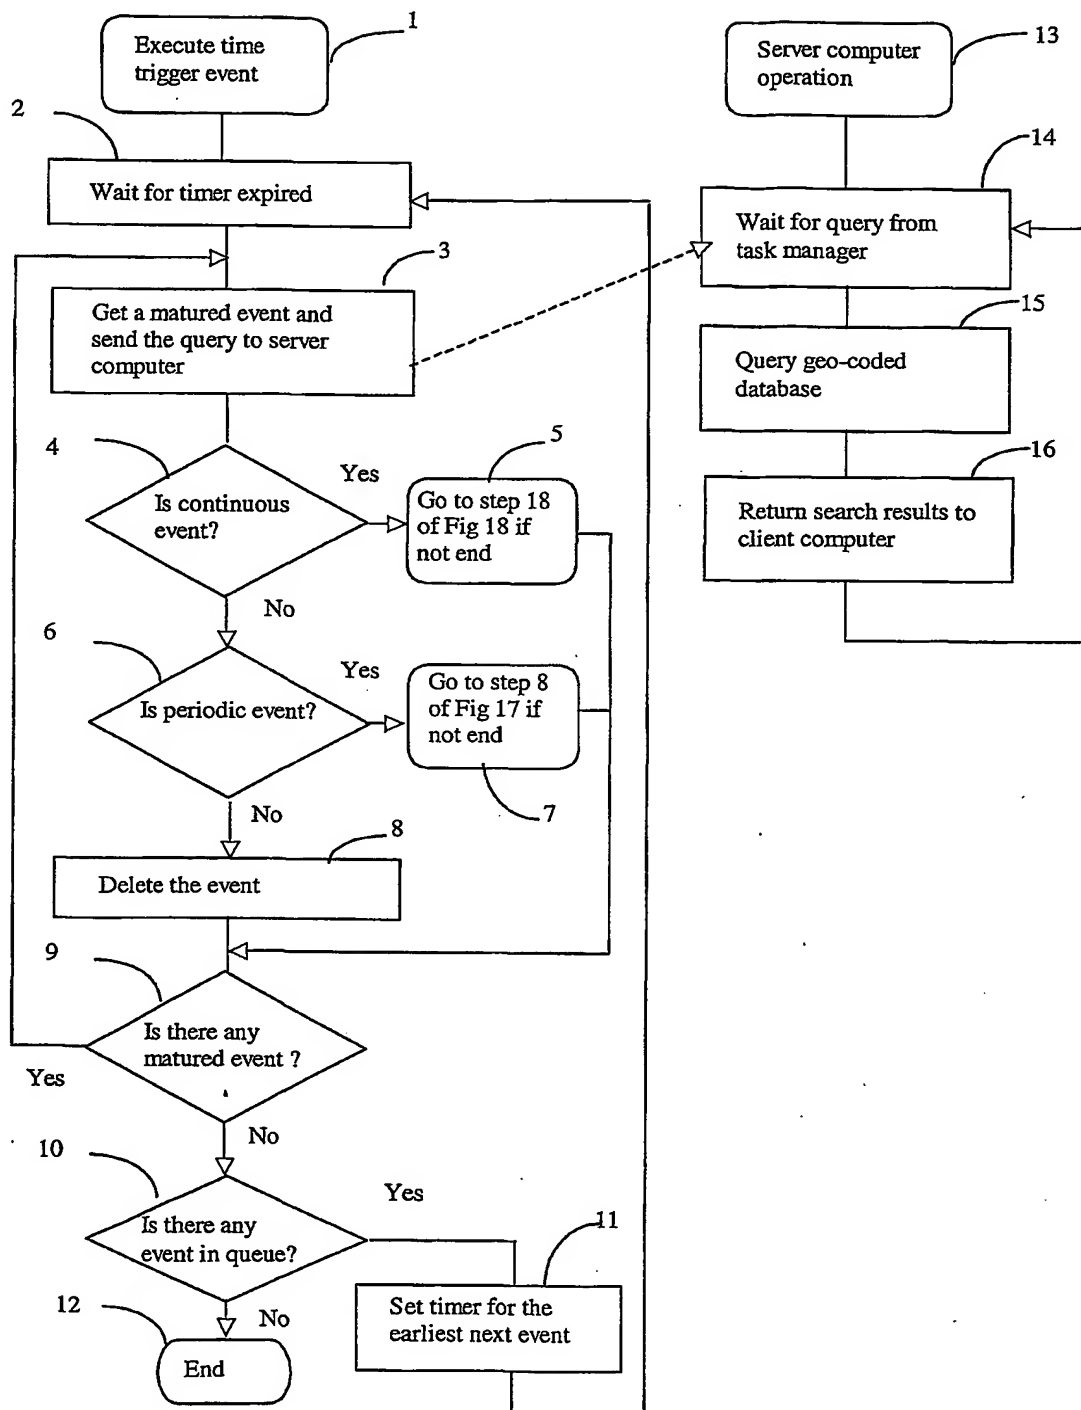 1
Execute time
trigger event
2
Wait for timer expired
3
Get a matured event and
send the query to server
computer
4
Is continuous
event?
Yes
5
Go to step 18
of Fig 18 if
not end
No
6
Is periodic event?
Yes
Go to step 8
of Fig 17 if
not end
7
No
8
Delete the event
9
Is there any
matured event ?
Yes
No
10
Is there any
event in queue?
Yes
11
Set timer for the
earliest next event
No
12
End
13
Server computer
operation
14
Wait for query from
task manager
15
Query geo-coded
database
16
Return search results to
client computer